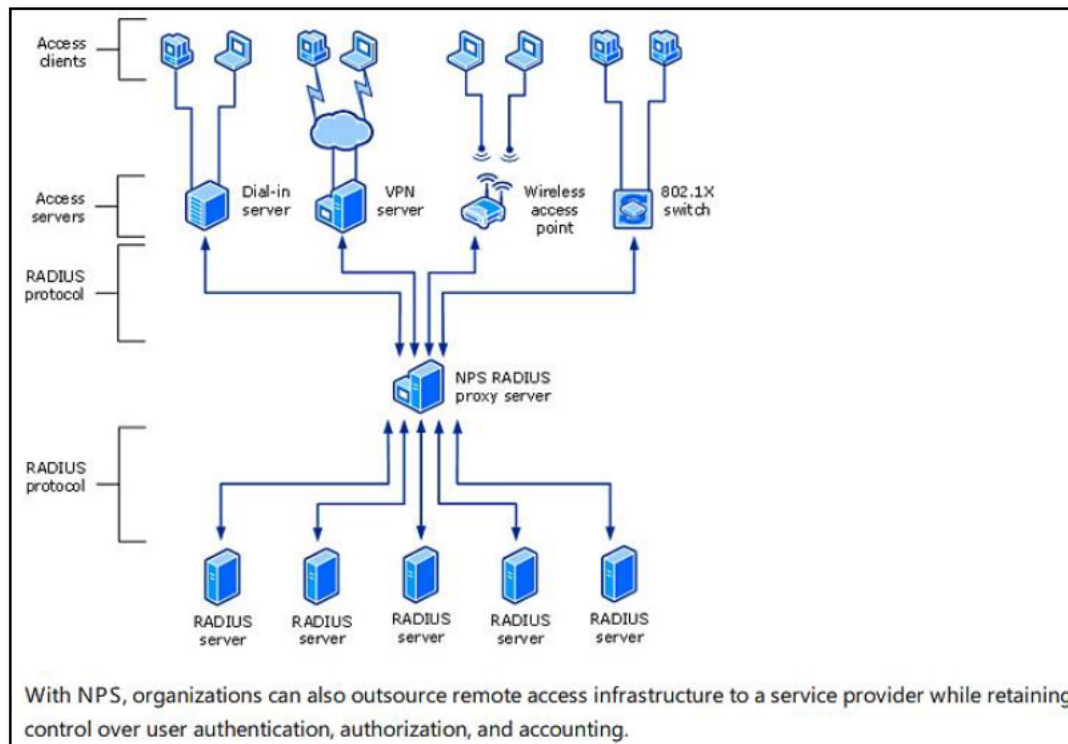 Access
clients
Dial-in
server
VPN
server
Wireless
access
point
802.1X
switch
Access
servers
RADIUS
protocol
NPS RADIUS
proxy server
RADIUS
protocol
RADIUS
server
RADIUS
server
RADIUS
server
RADIUS
server
RADIUS
server
With NPS, organizations can also outsource remote access infrastructure to a service provider while retaining
control over user authentication, authorization, and accounting.